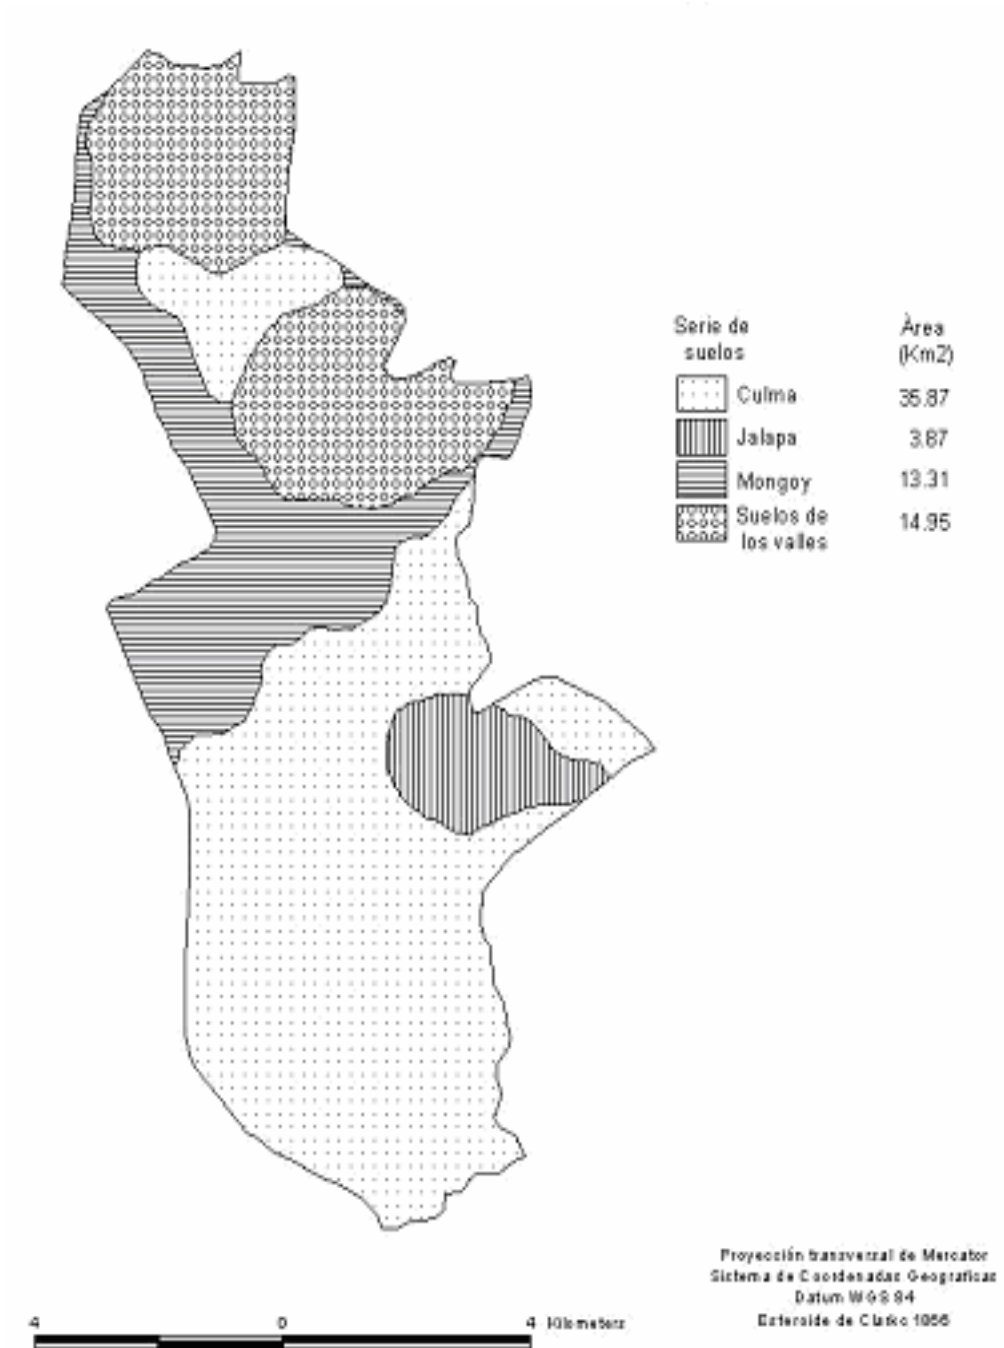 Serie de suelos
Àrea (Km2)
Culma 35.87
Jalapa 3.87
Mongoy 13.31
Suelos de los valles 14.95
Proyección transversal de Mercator
Sistema de Coordenadas Geograficas
Datum WGS 84
Esferoide de Clarke 1866
4 0 4 Kilometers